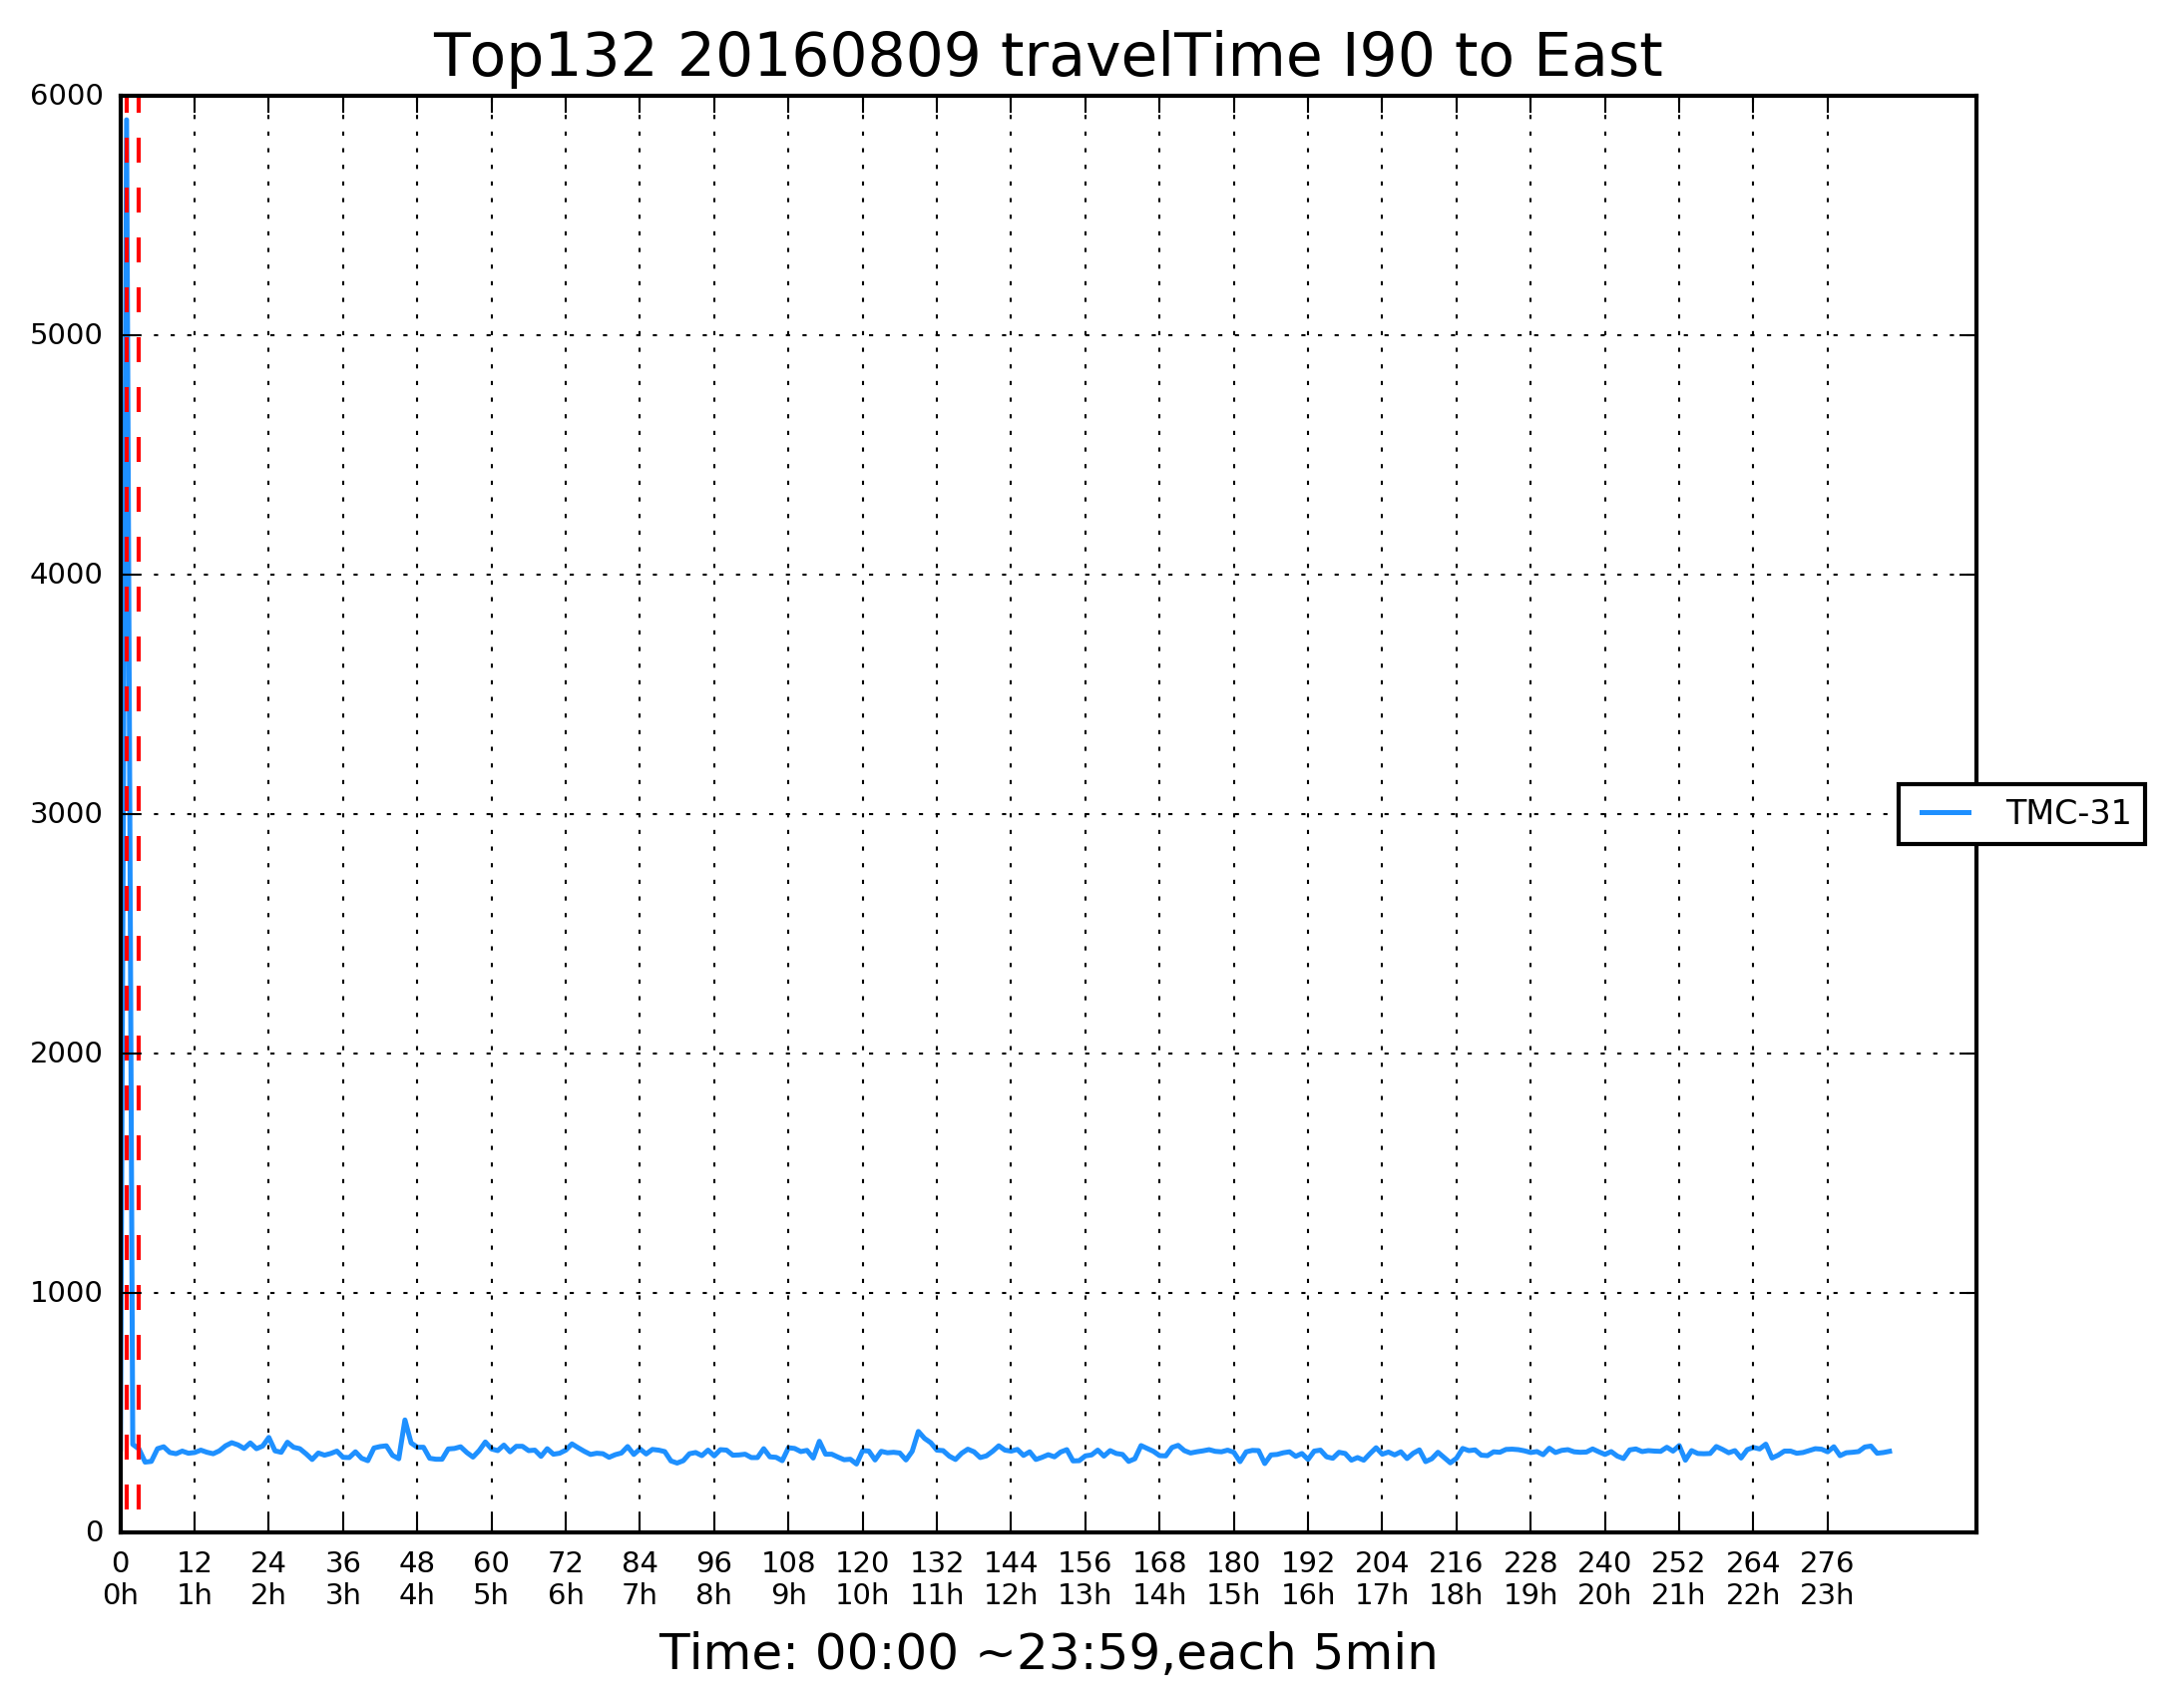 Top132 20160809 travelTime I90 to East
6000
5000
4000
3000
2000
1000
0
TMC-31
0 12 24 36 48 60 72 84 96 108 120 132 144 156 168 180 192 204 216 228 240 252 264 276
0h 1h 2h 3h 4h 5h 6h 7h 8h 9h 10h 11h 12h 13h 14h 15h 16h 17h 18h 19h 20h 21h 22h 23h
Time: 00:00 ~23:59,each 5min